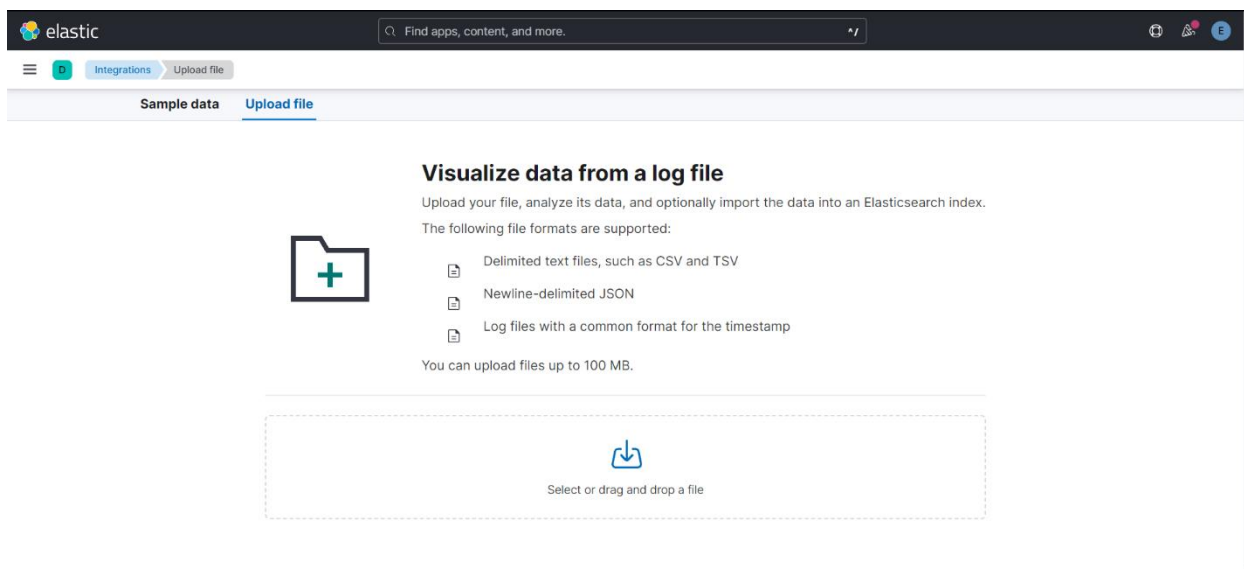 elastic
Find apps, content, and more.
^/
E
D
Integrations
Upload file
Sample data
Upload file
Visualize data from a log file
Upload your file, analyze its data, and optionally import the data into an Elasticsearch index.
The following file formats are supported:
Delimited text files, such as CSV and TSV
Newline-delimited JSON
Log files with a common format for the timestamp
You can upload files up to 100 MB.
Select or drag and drop a file